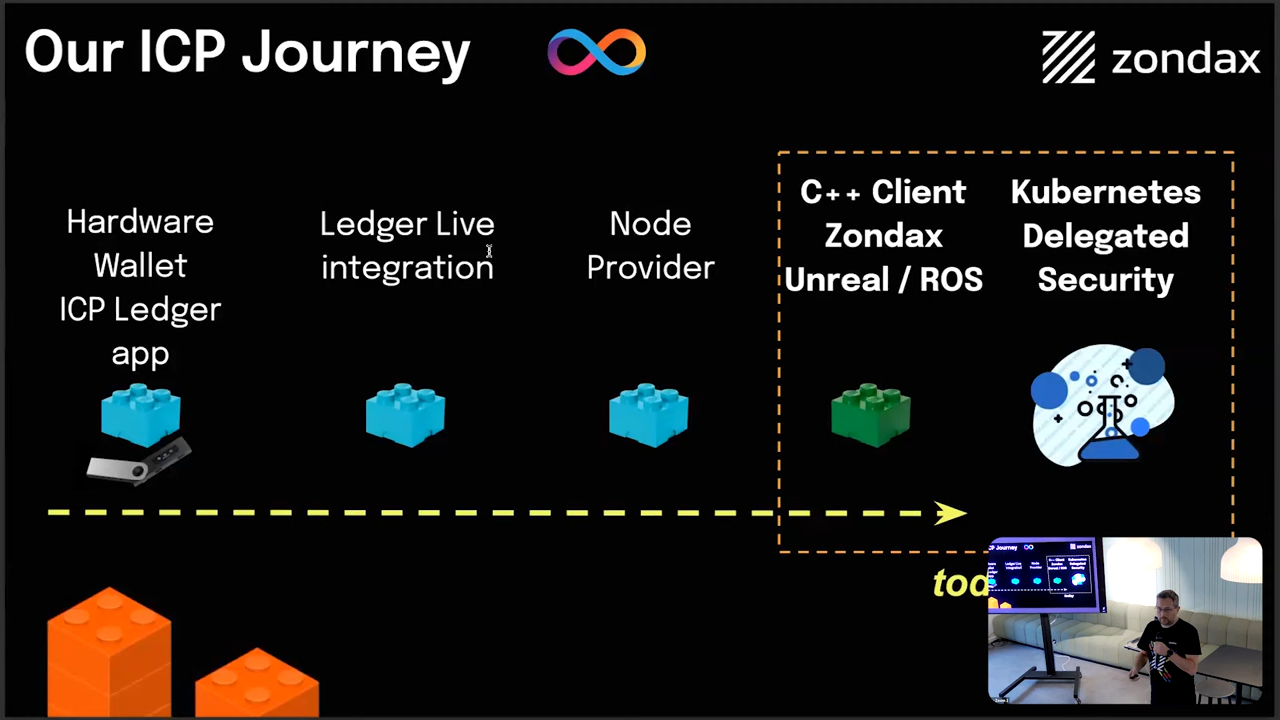 Our ICP Journey
zondax
Hardware
Wallet
ICP Ledger
app
Ledger Live
integration
Node
Provider
C++ Client
Zondax
Unreal / ROS
Kubernetes
Delegated
Security
tod